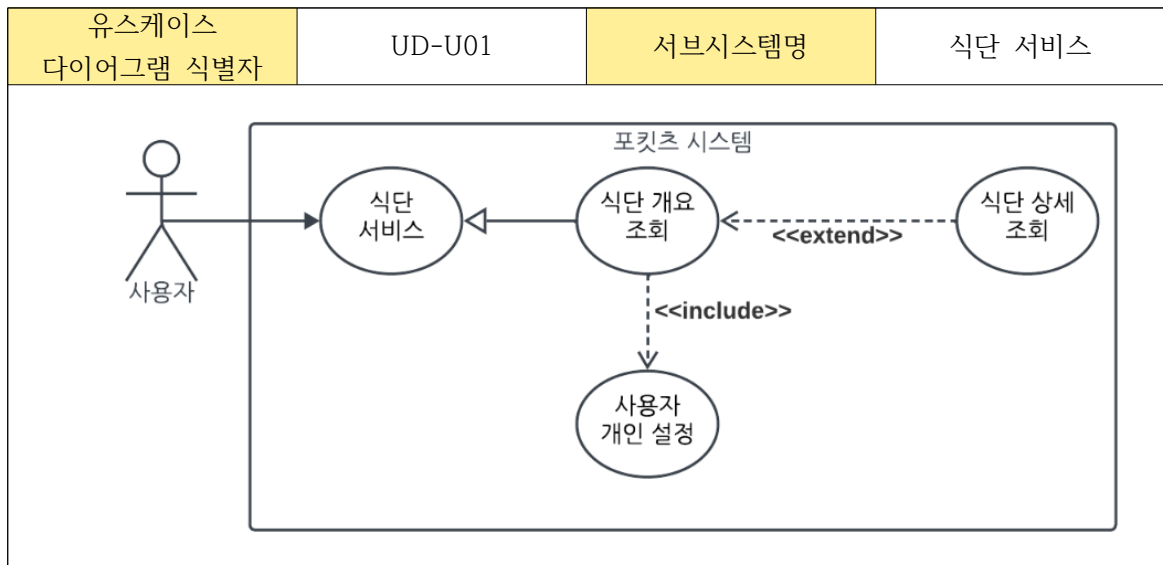 유스케이스
다이어그램 식별자
UD-U01
서브시스템명
식단 서비스
포킷츠 시스템
식단
서비스
식단 개요
조회
식단 상세
조회
<<extend>>
사용자
<<include>>
사용자
개인 설정